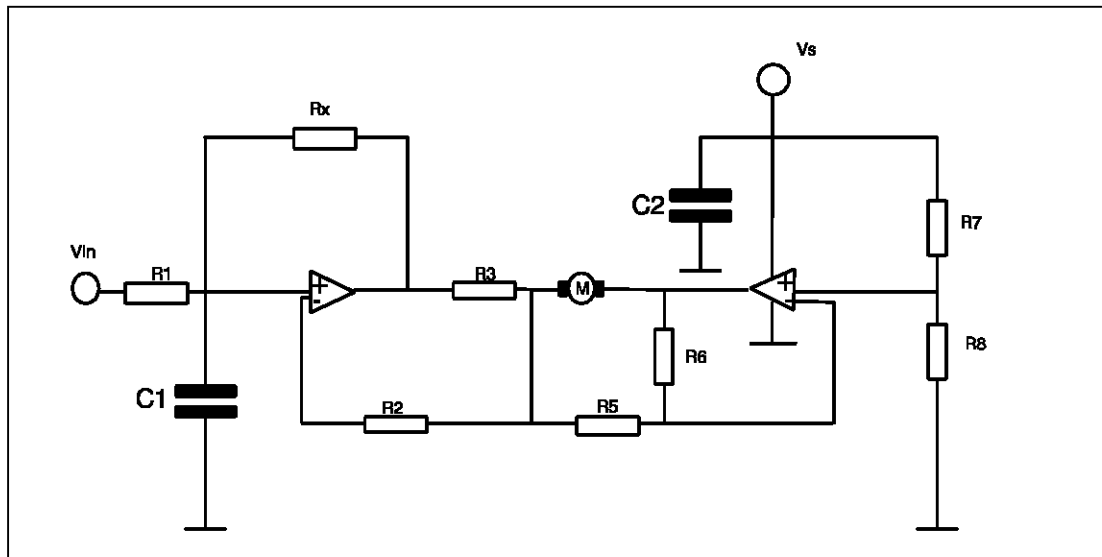 Vs
Rx
C2
R7
Vin
R1
R3
M
+
-
+
-
R6
R8
C1
R2
R5